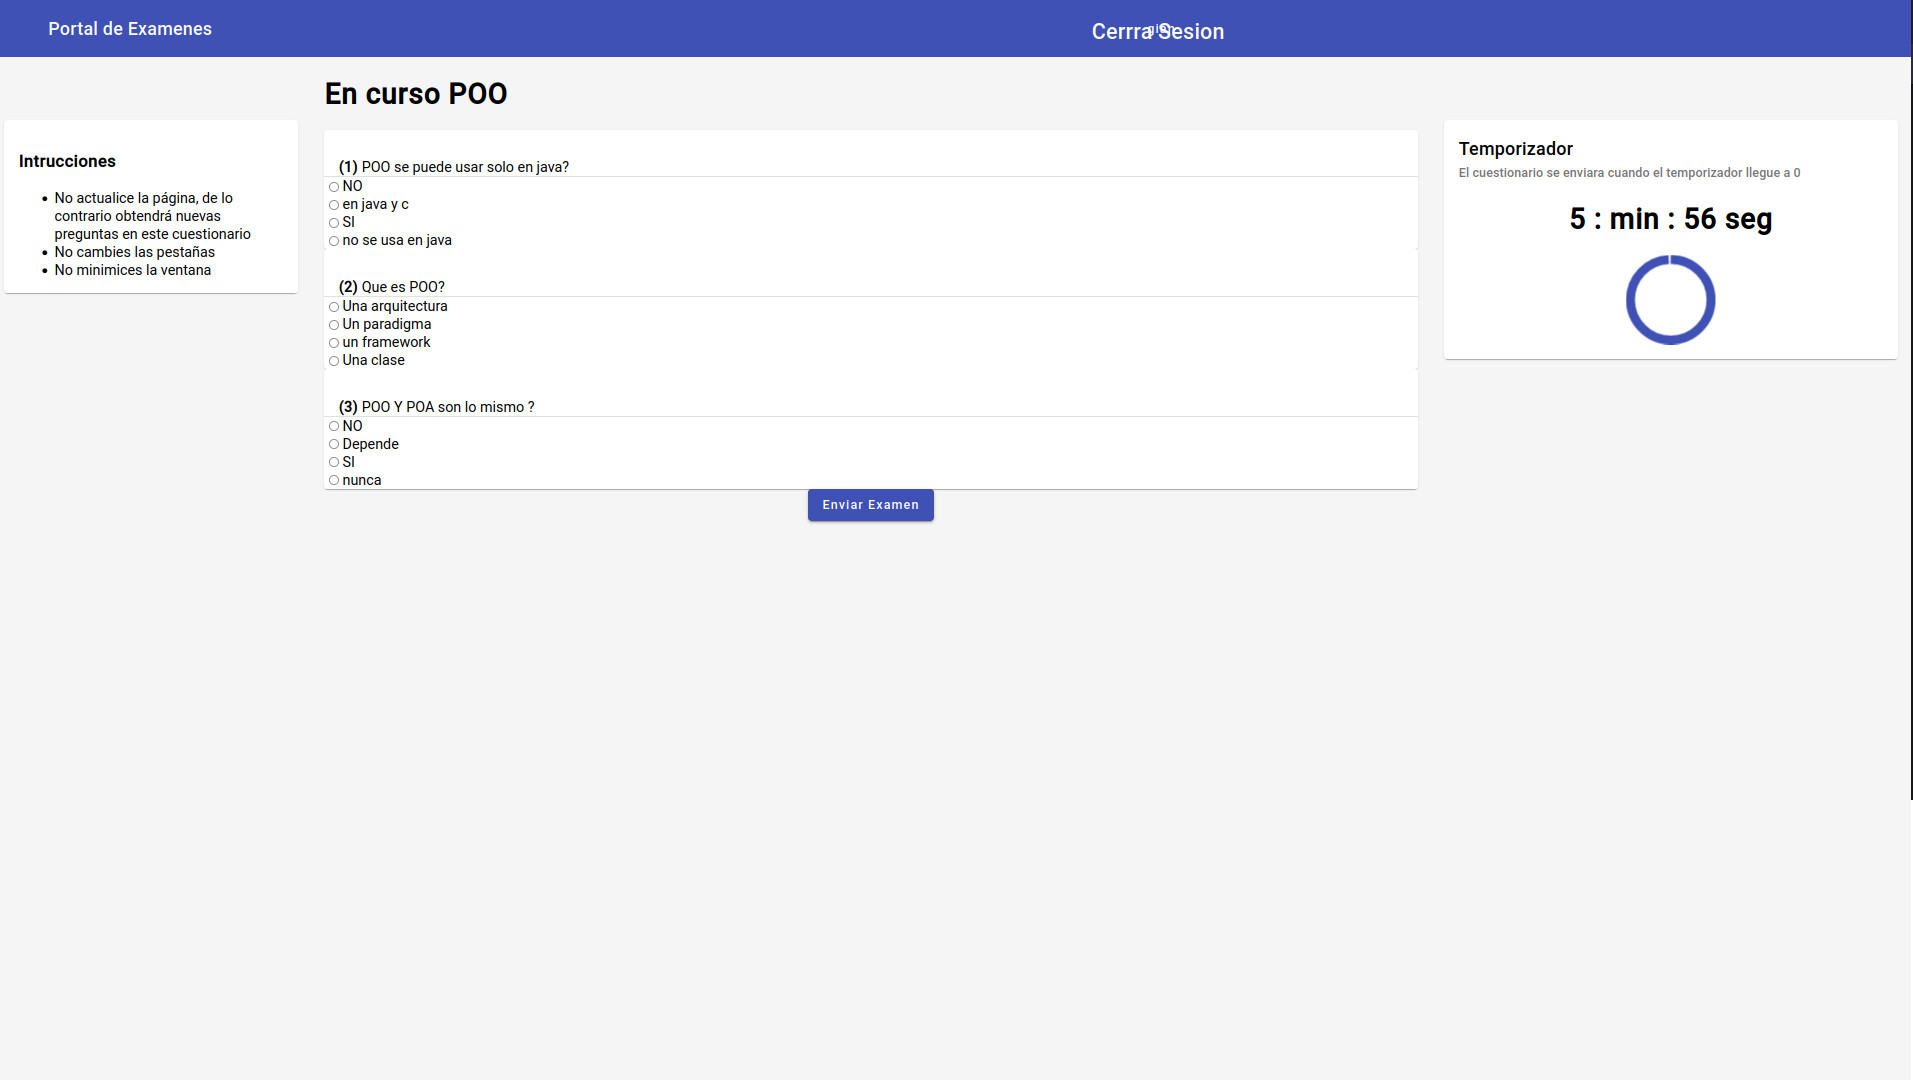 Portal de Examenes
Cerrra Sesion
En curso POO
Intrucciones
No actualice la página, de lo
contrario obtendrá nuevas
preguntas en este cuestionario
No cambies las pestañas
No minimices la ventana
(1) POO se puede usar solo en java?
NO
en java y c
SI
no se usa en java
(2) Que es POO?
Una arquitectura
Un paradigma
un framework
Una clase
(3) POO Y POA son lo mismo ?
NO
Depende
SI
nunca
Enviar Examen
Temporizador
El cuestionario se enviara cuando el temporizador llegue a 0
5 : min : 56 seg